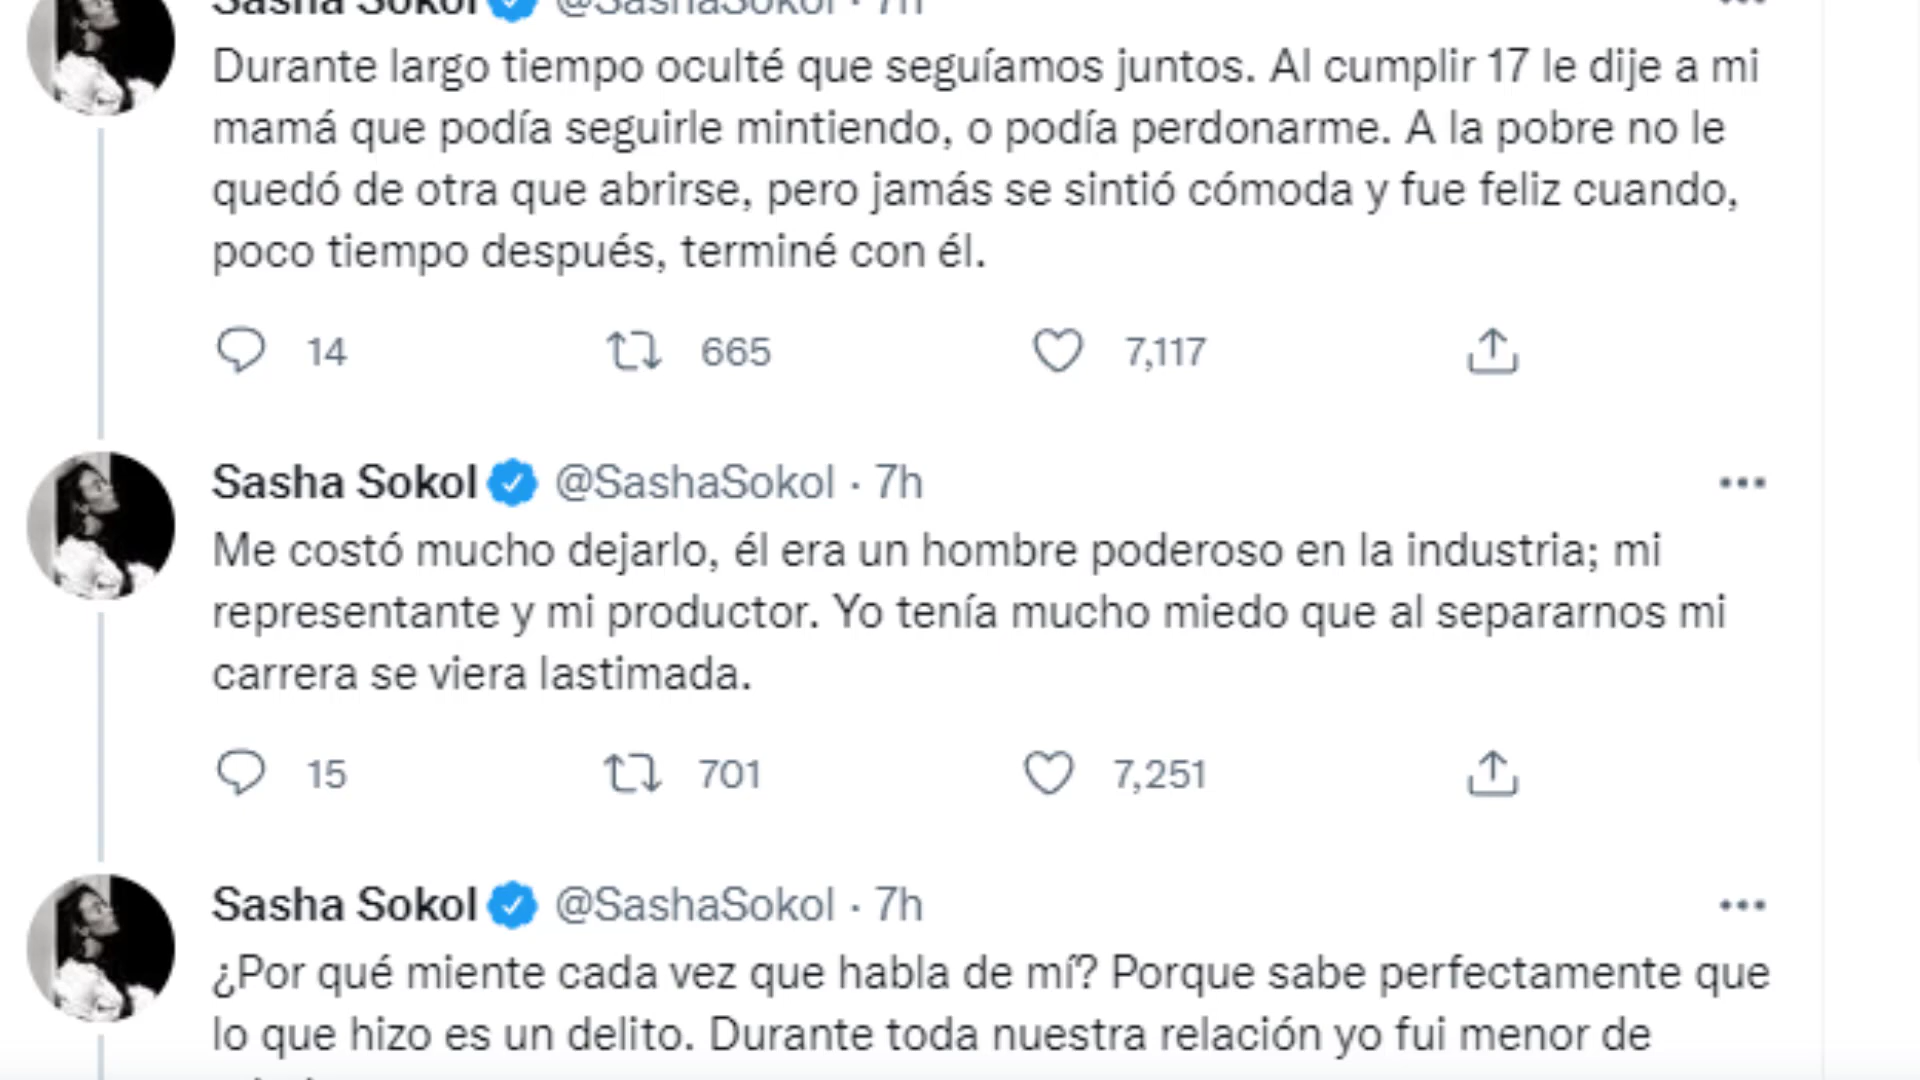 Sasha Sokol @SashaSokol · 7h
Durante largo tiempo oculté que seguíamos juntos. Al cumplir 17 le dije a mi
mamá que podía seguirle mintiendo, o podía perdonarme. A la pobre no le
quedó de otra que abrirse, pero jamás se sintió cómoda y fue feliz cuando,
poco tiempo después, terminé con él.
14 665 7,117
Sasha Sokol @SashaSokol · 7h
Me costó mucho dejarlo, él era un hombre poderoso en la industria; mi
representante y mi productor. Yo tenía mucho miedo que al separarnos mi
carrera se viera lastimada.
15 701 7,251
Sasha Sokol @SashaSokol · 7h
¿Por qué miente cada vez que habla de mí? Porque sabe perfectamente que
lo que hizo es un delito. Durante toda nuestra relación yo fui menor de